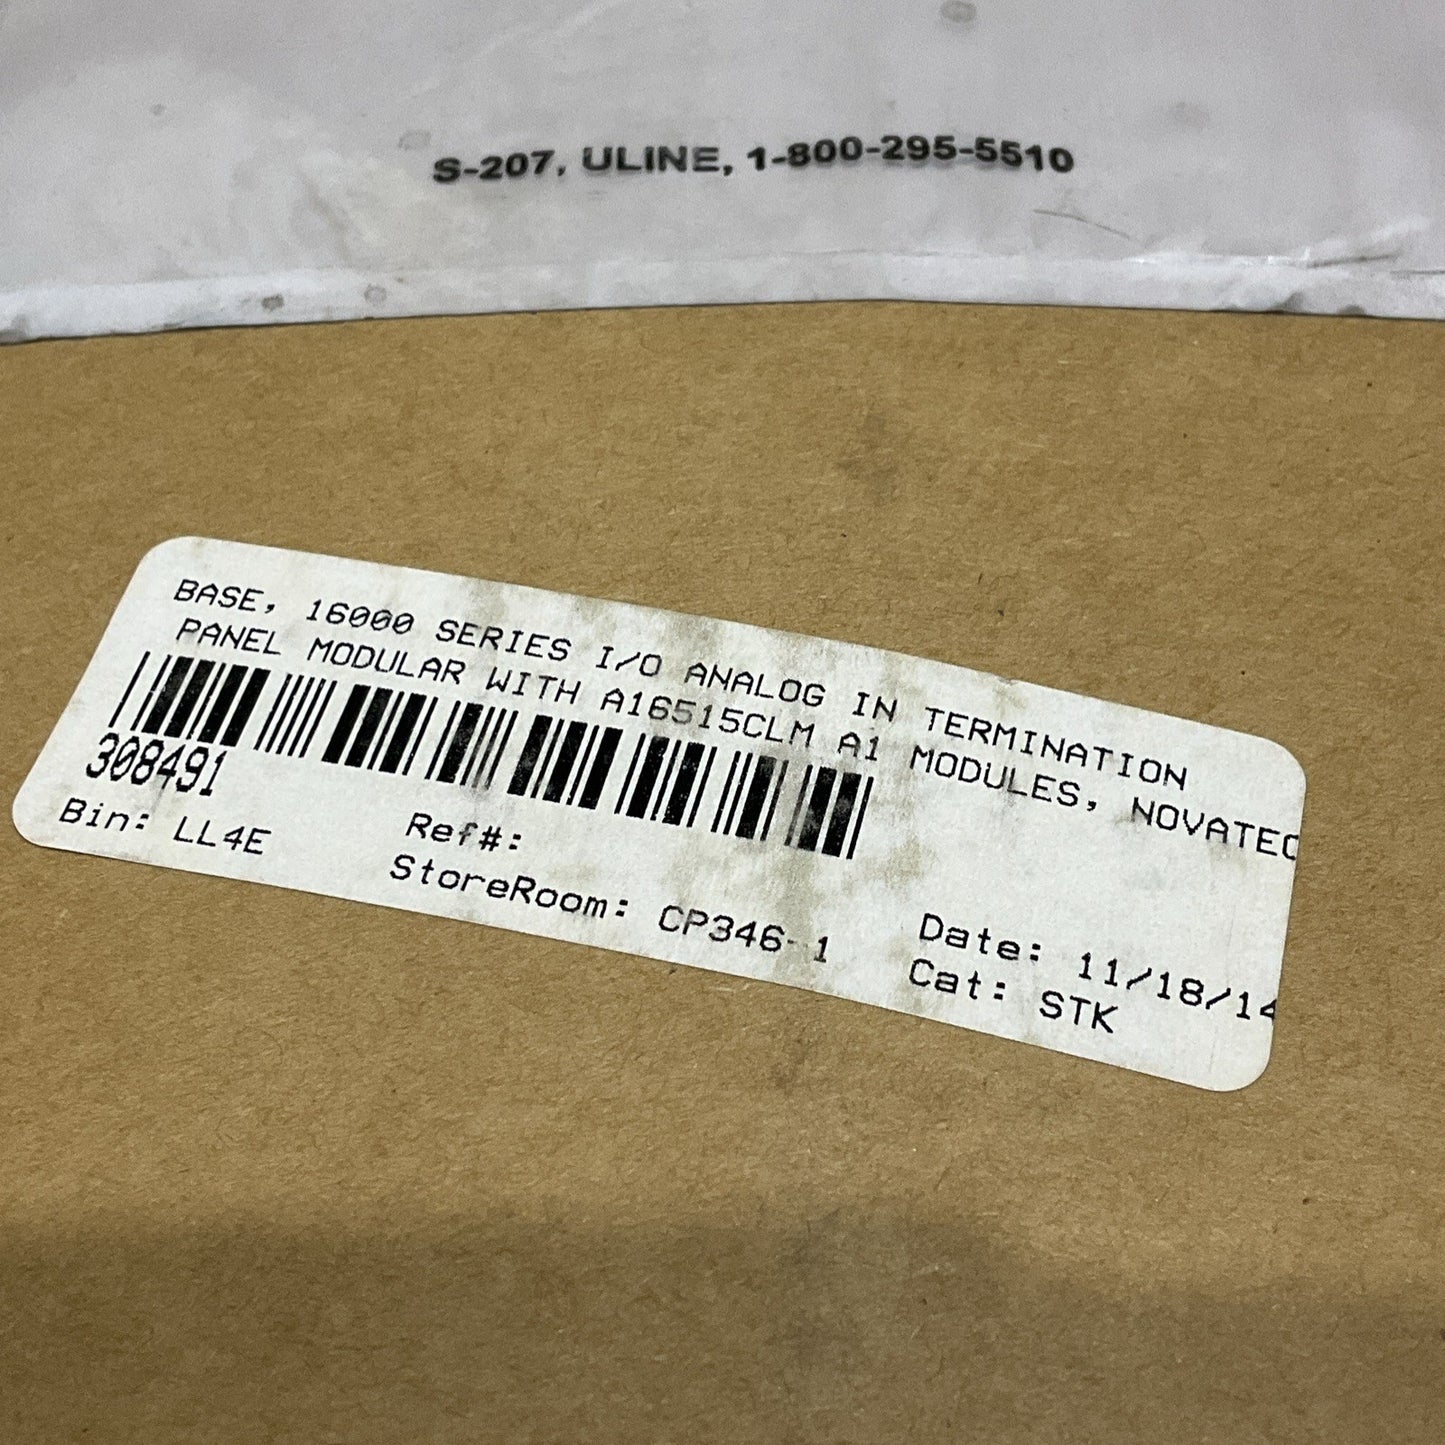 S-207, ULINE, 1-800-295-5510
BASE, 16000 SERIES I/O ANALOG IN TERMINATION
PANEL MODULAR WITH A16515CLM A1 MODULES, NOVATEC
308491
Bin: LL4E
Ref#:
StoreRoom: CP346-1
Date: 11/18/14
Cat: STK